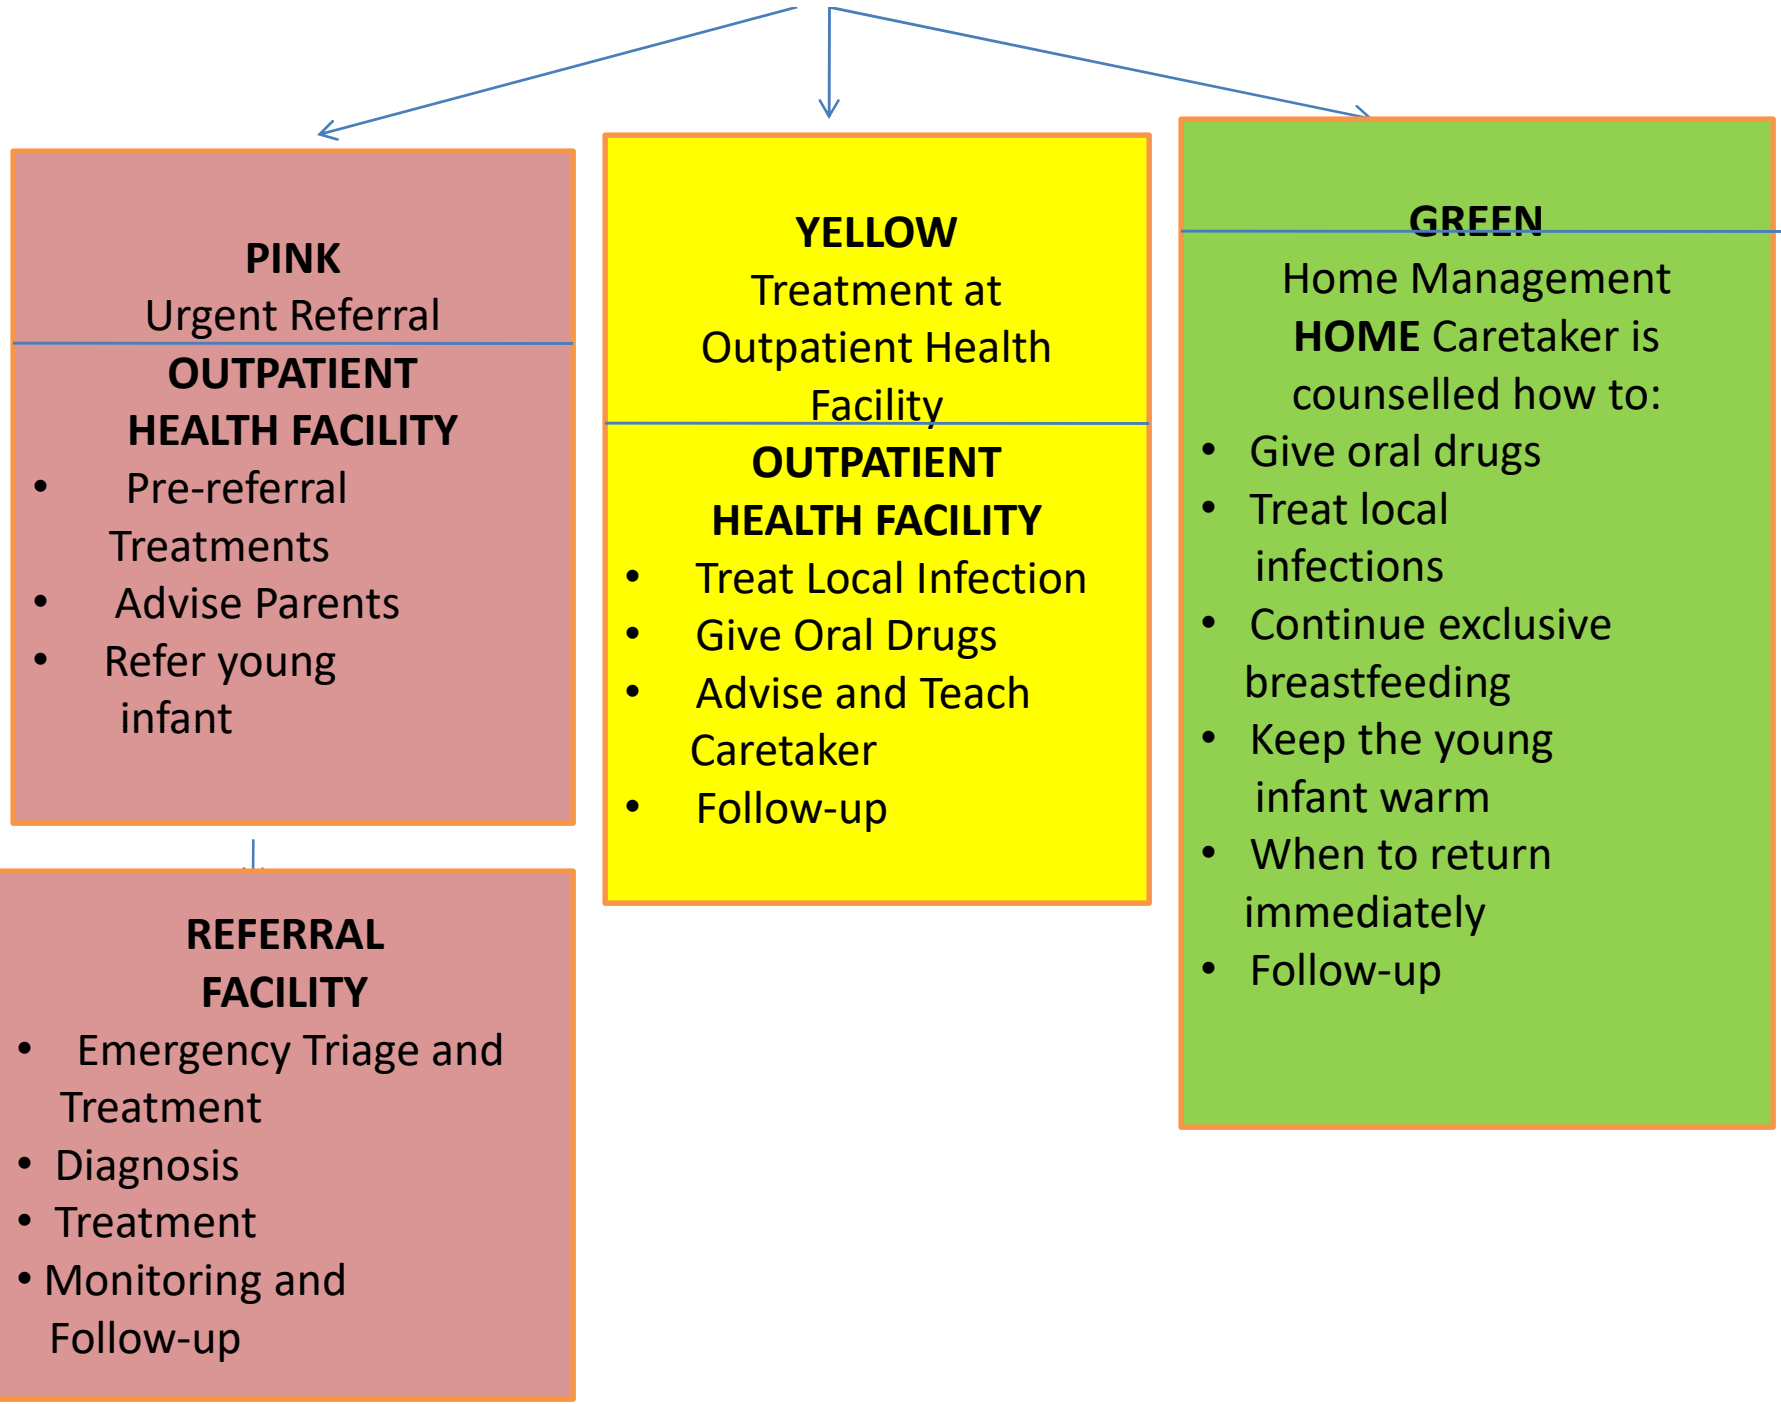 PINK
Urgent Referral
OUTPATIENT
HEALTH FACILITY
• Pre-referral
Treatments
• Advise Parents
• Refer young
infant
YELLOW
Treatment at
Outpatient Health
Facility
OUTPATIENT
HEALTH FACILITY
• Treat Local Infection
• Give Oral Drugs
• Advise and Teach
Caretaker
• Follow-up
GREEN
Home Management
HOME Caretaker is
counselled how to:
• Give oral drugs
• Treat local
infections
• Continue exclusive
breastfeeding
• Keep the young
infant warm
• When to return
immediately
• Follow-up
REFERRAL
FACILITY
• Emergency Triage and
Treatment
• Diagnosis
• Treatment
• Monitoring and
Follow-up